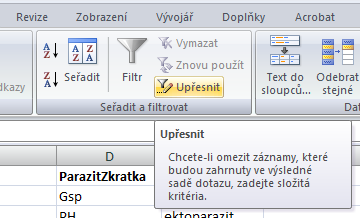 Revize Zobrazení Vývojář Doplňky Acrobat
Vymazat
Znovu použít
Upřesnit
dkazy
Seřadit
Filtr
Text do sloupců...
Odebrat stejné
Seřadit a filtrovat
Dat
Upřesnit
Chcete-li omezit záznamy, které
budou zahrnuty ve výsledné
sadě dotazu, zadejte složitá
kritéria.
D
ParazitZkratka
Gsp
PH ektoparazit